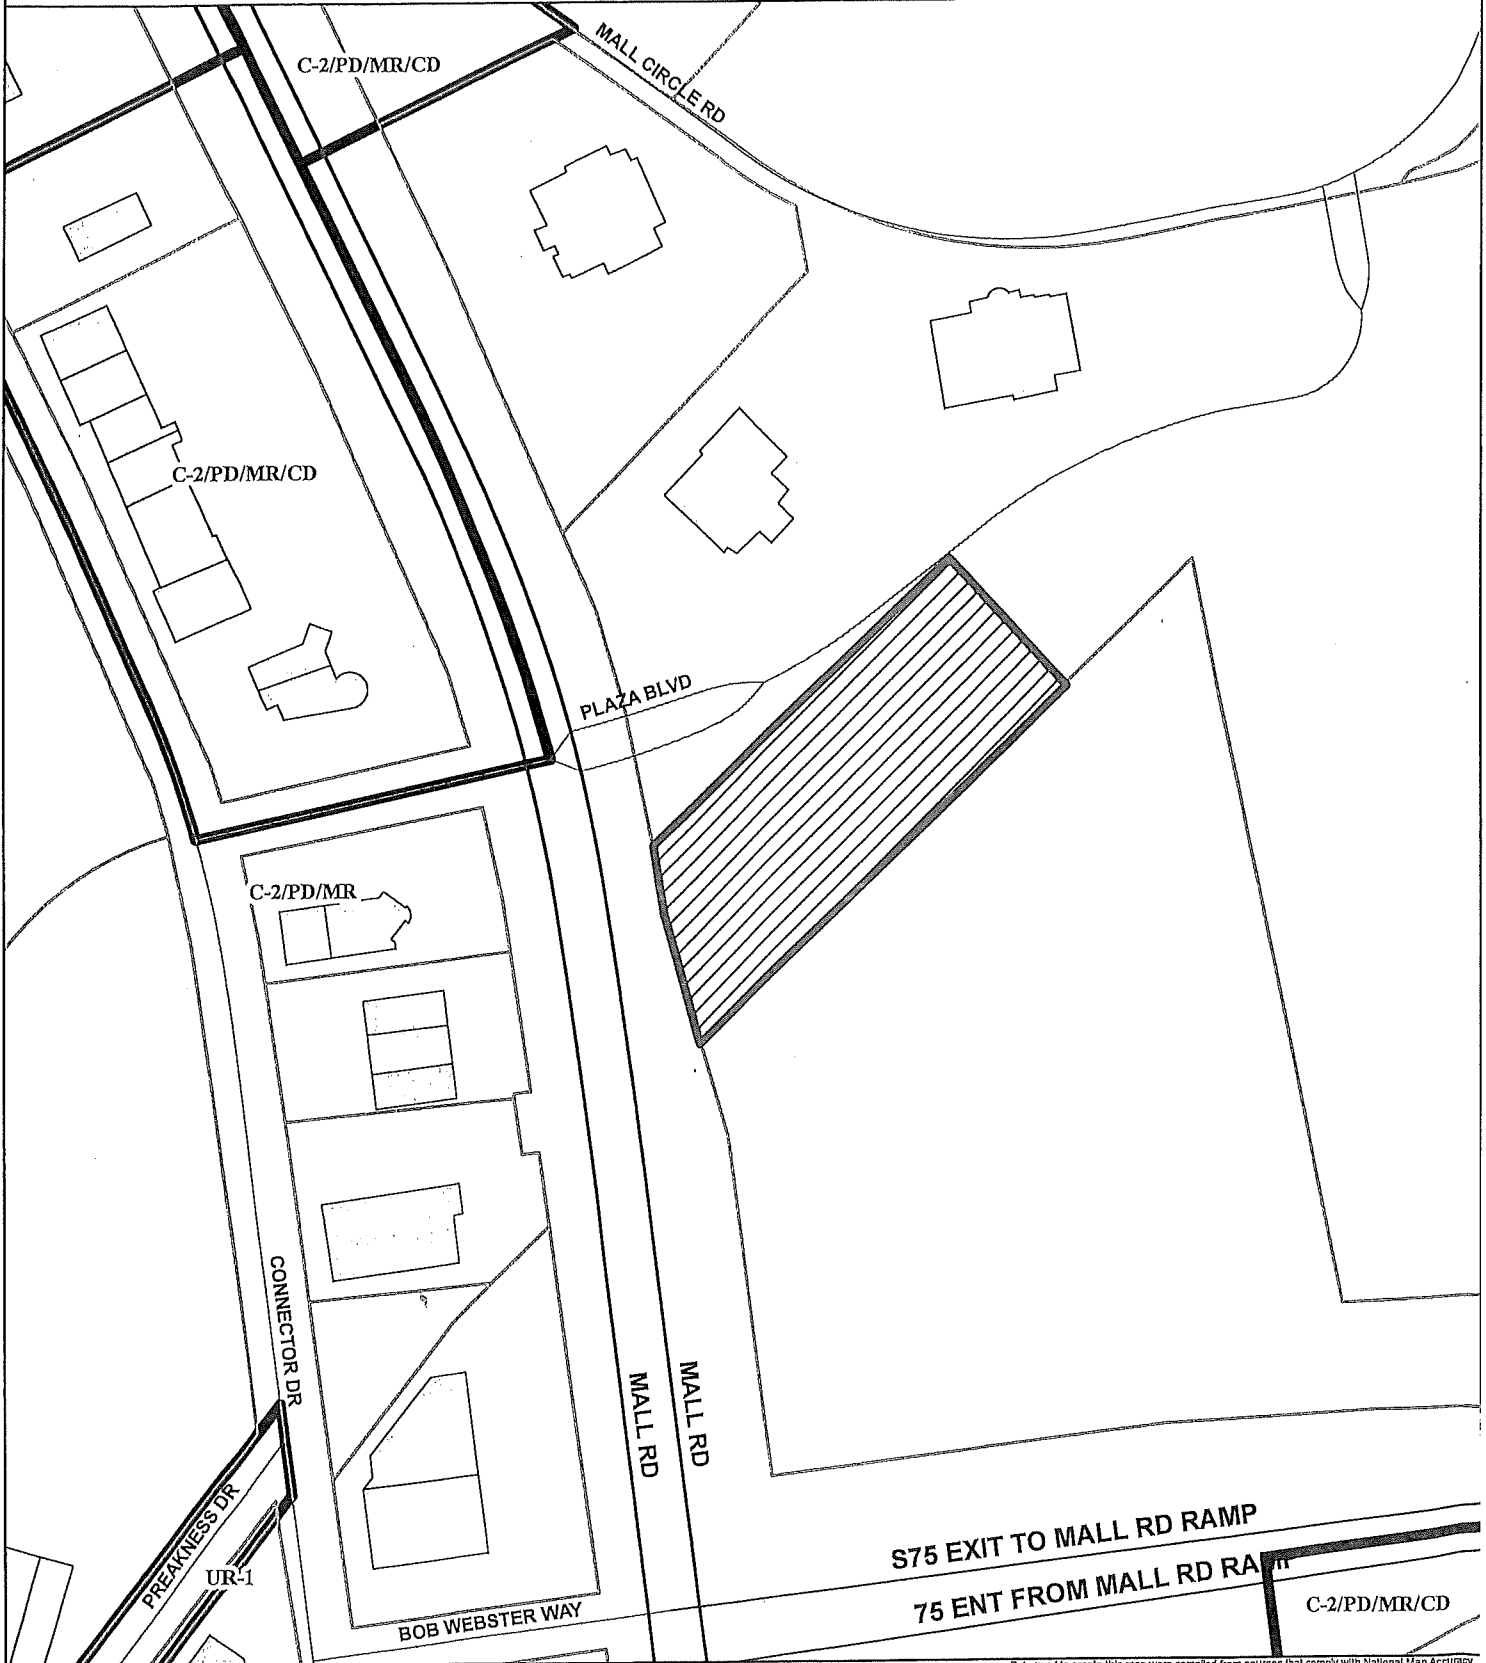 C-2/PD/MR/CD
MALL CIRCLE RD
C-2/PD/MR/CD
PLAZA BLVD
C-2/PD/MR
CONNECTOR DR
MALL RD
MALL RD
PREAKNESS DR
UR-1
BOB WEBSTER WAY
S75 EXIT TO MALL RD RAMP
75 ENT FROM MALL RD
C-2/PD/MR/CD